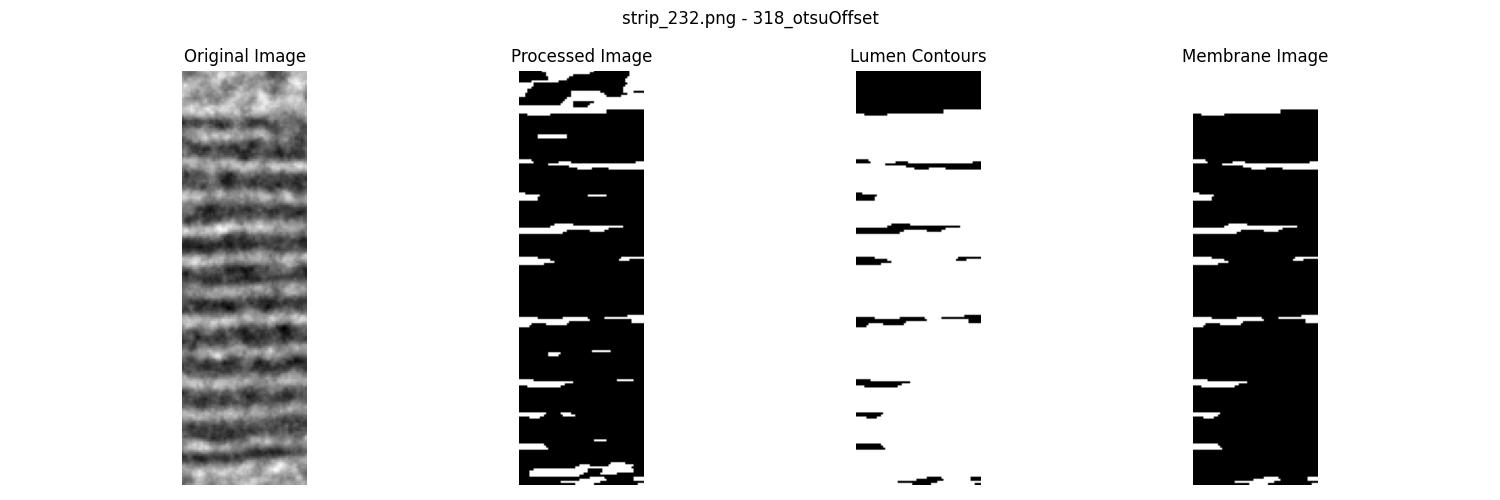 strip_232.png - 318_otsuOffset
Original Image
Processed Image
Lumen Contours
Membrane Image